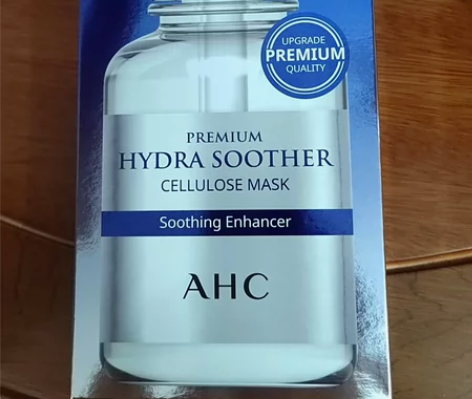 UPGRADE
PREMIUM
QUALITY
PREMIUM
HYDRA SOOTHER
CELLULOSE MASK
Soothing Enhancer
AHC